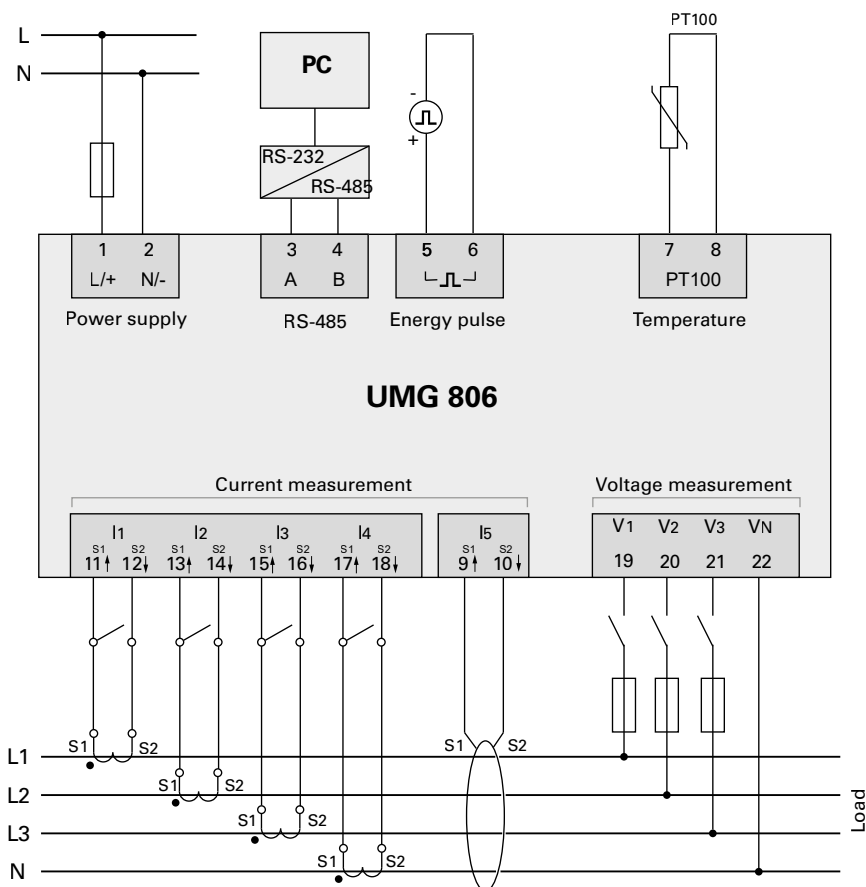 PT100
L
N
PC
-
+
RS-232
RS-485
1 2 3 4 5 6 7 8
L/+ N/- A B PT100
Power supply RS-485 Energy pulse Temperature
UMG 806
Current measurement Voltage measurement
I1 I2 I3 I4 I5 V1 V2 V3 VN
S1 S2 S1 S2 S1 S2 S1 S2 S1 S2
11 12 13 14 15 16 17 18 9 10 19 20 21 22
S1 S2 S1 S2
L1
S1 S2
L2
S1 S2
L3
S1 S2
N
Load